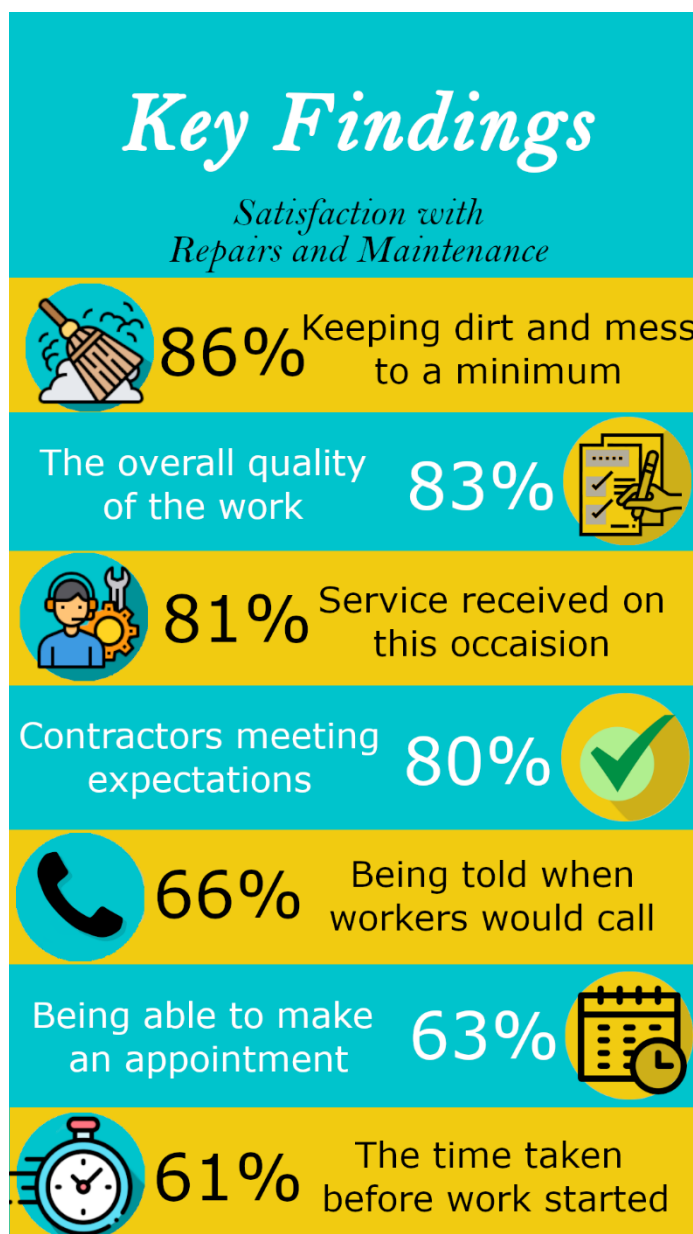 Key Findings
Satisfaction with
Repairs and Maintenance
86%
Keeping dirt and mess
to a minimum
The overall quality
of the work
83%
81%
Service received on
this occaision
Contractors meeting
expectations
80%
66%
Being told when
workers would call
Being able to make
an appointment
63%
61%
The time taken
before work started